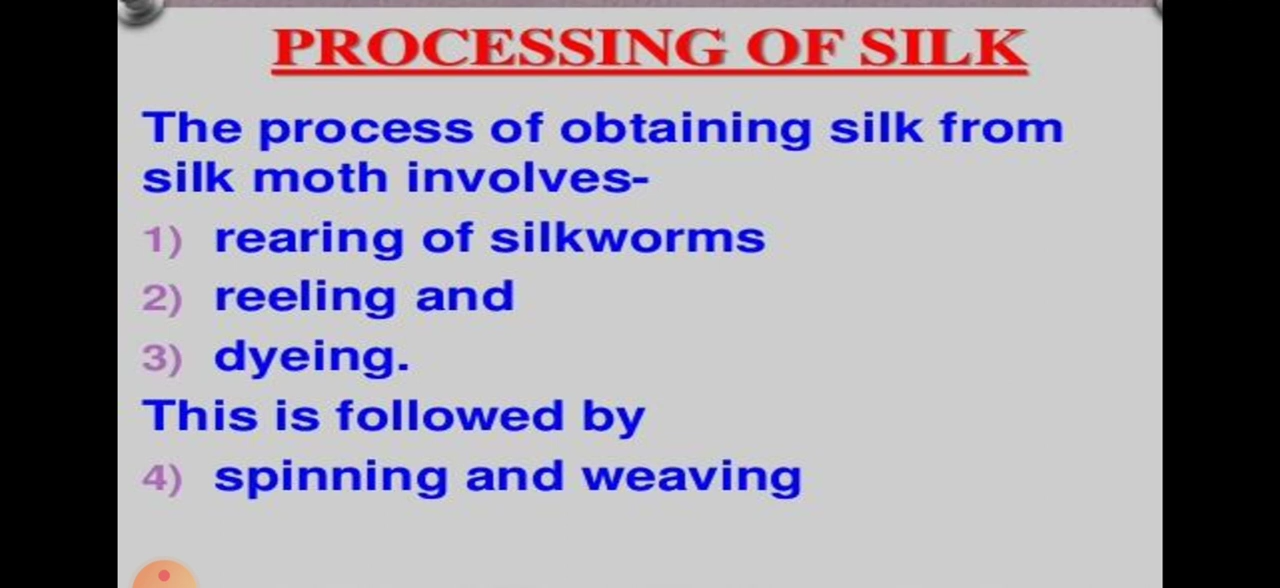 PROCESSING OF SILK
The process of obtaining silk from
silk moth involves-
1) rearing of silkworms
2) reeling and
3) dyeing.
This is followed by
4) spinning and weaving